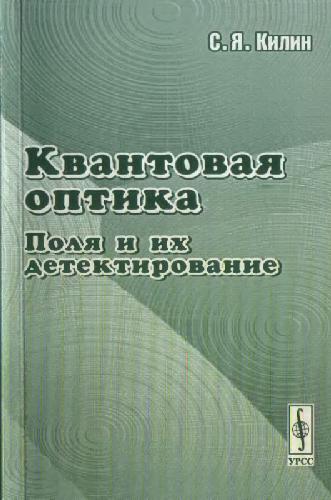 С. Я. Килин
Квантовая
оптика
Поля и их
детектирование
УРСС